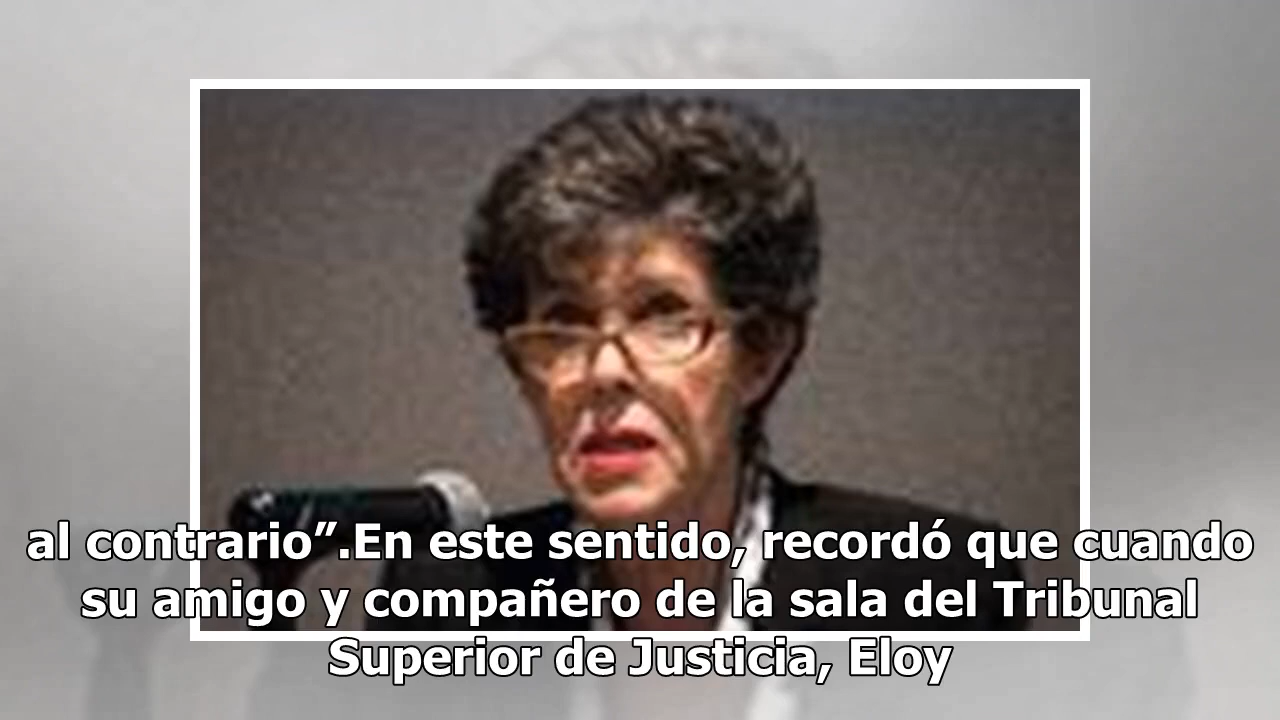 al contrario”.En este sentido, recordó que cuando
su amigo y compañero de la sala del Tribunal
Superior de Justicia, Eloy